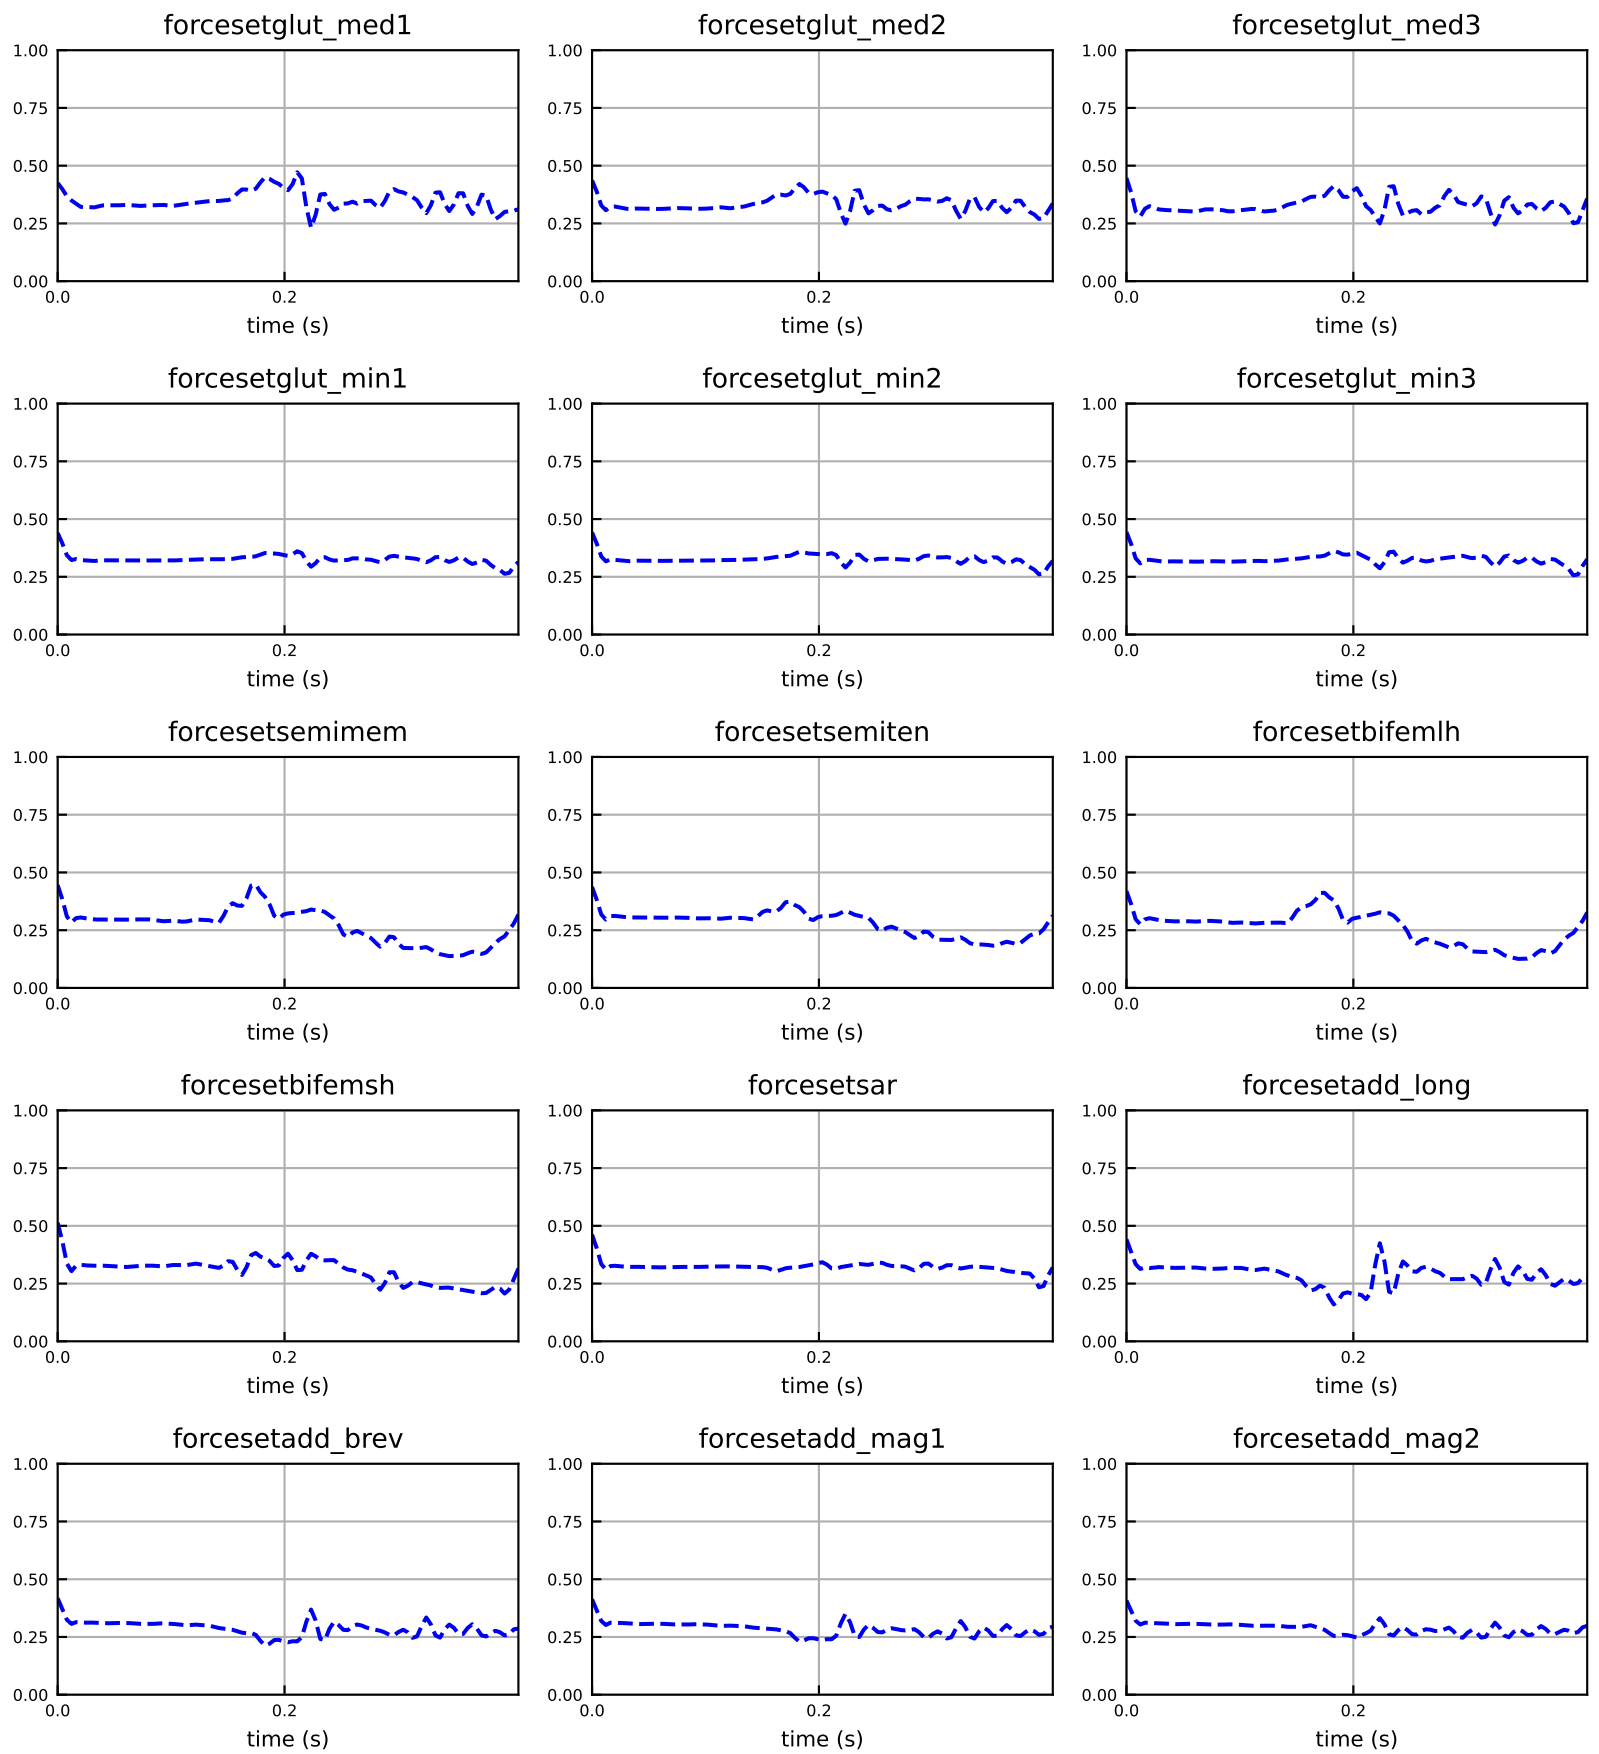 forcesetglut_med1 forcesetglut_med2 forcesetglut_med3
1.00 1.00 1.00
0.75 0.75 0.75
0.50 0.50 0.50
0.25 0.25 0.25
0.00 0.00 0.00
0.0 0.2 0.0 0.2 0.0 0.2
time (s) time (s) time (s)
forcesetglut_min1 forcesetglut_min2 forcesetglut_min3
1.00 1.00 1.00
0.75 0.75 0.75
0.50 0.50 0.50
0.25 0.25 0.25
0.00 0.00 0.00
0.0 0.2 0.0 0.2 0.0 0.2
time (s) time (s) time (s)
forcesetsemimem forcesetsemiten forcesetbifemlh
1.00 1.00 1.00
0.75 0.75 0.75
0.50 0.50 0.50
0.25 0.25 0.25
0.00 0.00 0.00
0.0 0.2 0.0 0.2 0.0 0.2
time (s) time (s) time (s)
forcesetbifemsh forcesetsar forcesetadd_long
1.00 1.00 1.00
0.75 0.75 0.75
0.50 0.50 0.50
0.25 0.25 0.25
0.00 0.00 0.00
0.0 0.2 0.0 0.2 0.0 0.2
time (s) time (s) time (s)
forcesetadd_brev forcesetadd_mag1 forcesetadd_mag2
1.00 1.00 1.00
0.75 0.75 0.75
0.50 0.50 0.50
0.25 0.25 0.25
0.00 0.00 0.00
0.0 0.2 0.0 0.2 0.0 0.2
time (s) time (s) time (s)